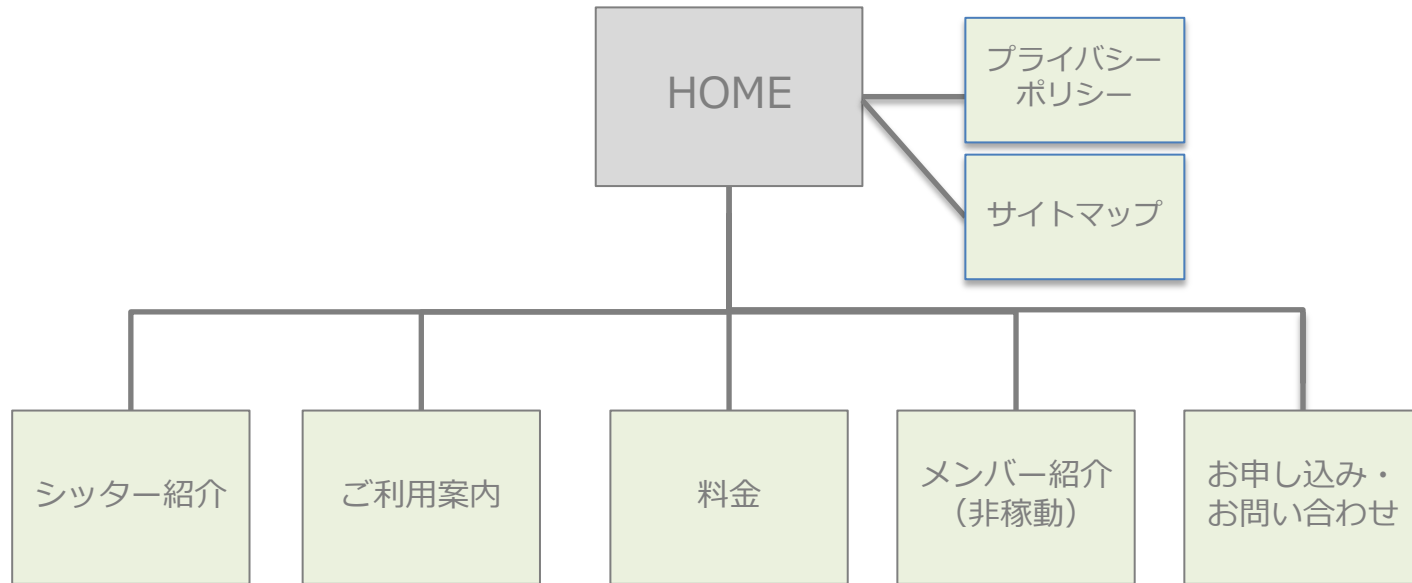 HOME
プライバシー
ポリシー
サイトマップ
シッター紹介
ご利用案内
料金
メンバー紹介
（非稼動）
お申し込み・
お問い合わせ